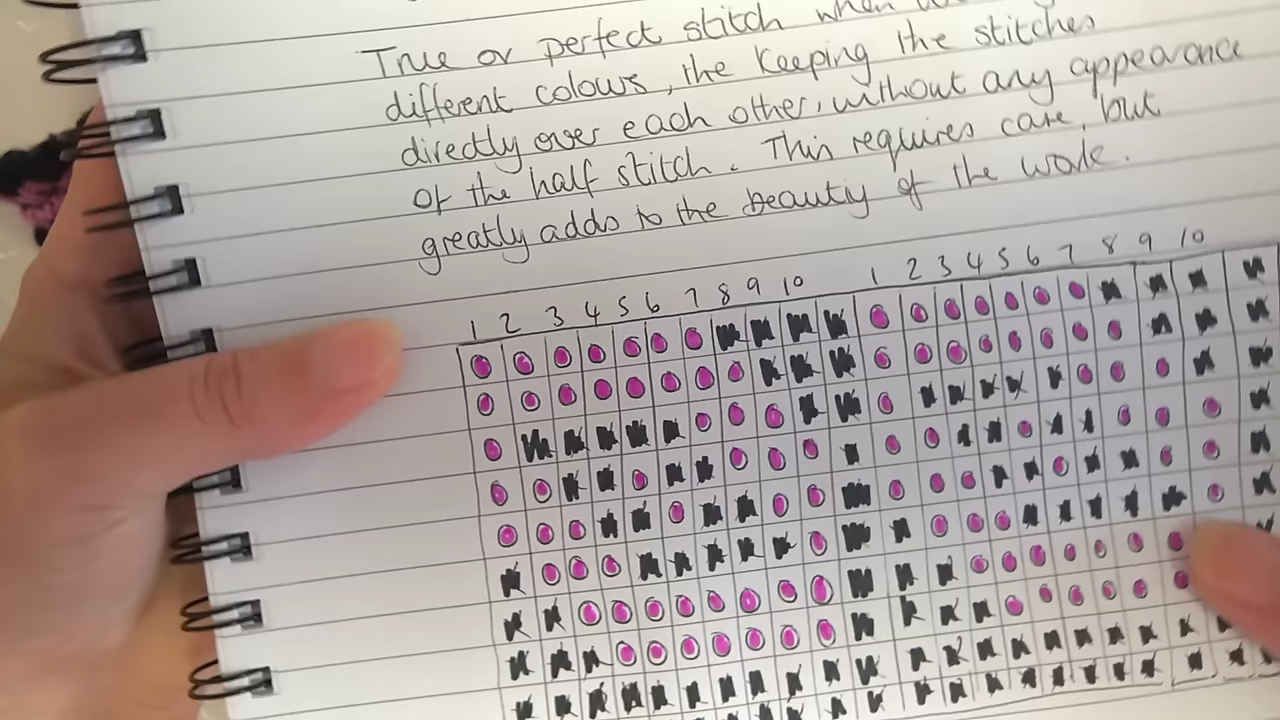 True or perfect stitch when
different colours, the keeping the stitches
directly over each other, without any appearance
of the half stitch. This requires care, but
greatly adds to the beautiy of the work.
1 2 3 4 5 6 7 8 9 10 1 2 3 4 5 6 7 8 9 10